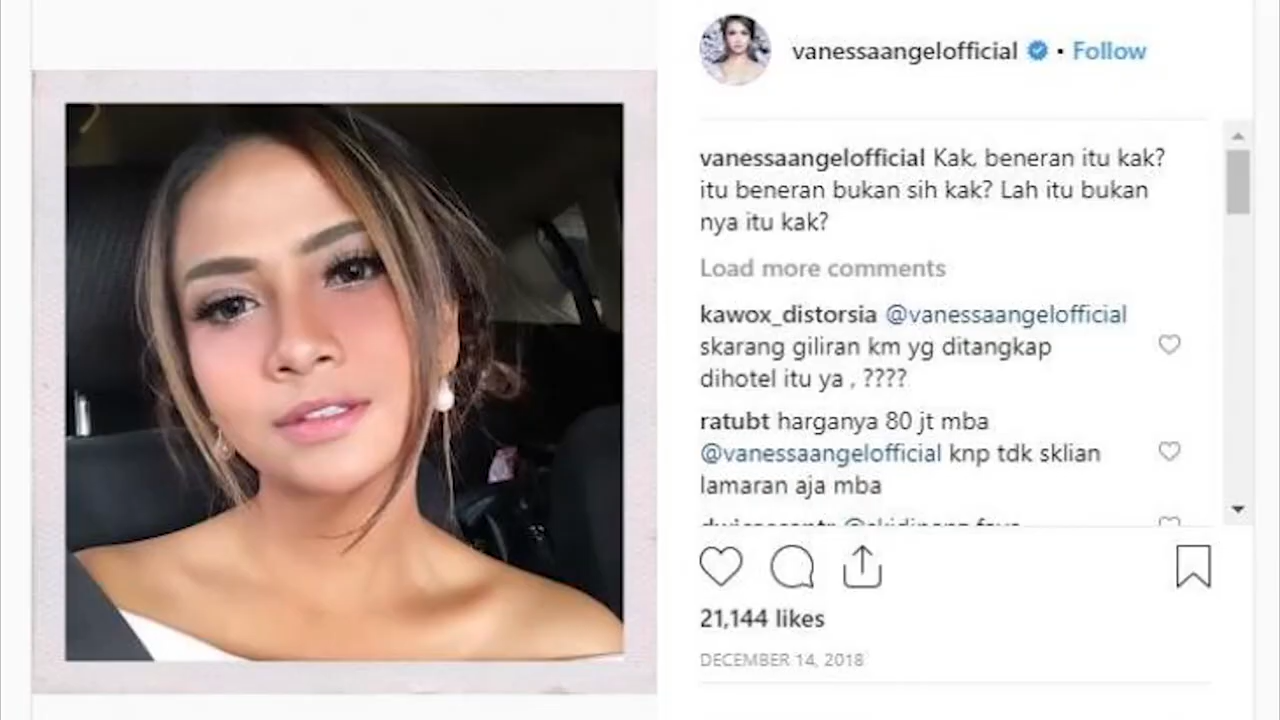 vanessaangelofficial • Follow
vanessaangelofficial Kak, beneran itu kak?
itu beneran bukan sih kak? Lah itu bukan
nya itu kak?
Load more comments
kawox_distorsia @vanessaangelofficial
skarang giliran km yg ditangkap
dihotel itu ya , ????
ratubt harganya 80 jt mba
@vanessaangelofficial knp tdk sklian
lamaran aja mba
21,144 likes
DECEMBER 14, 2018